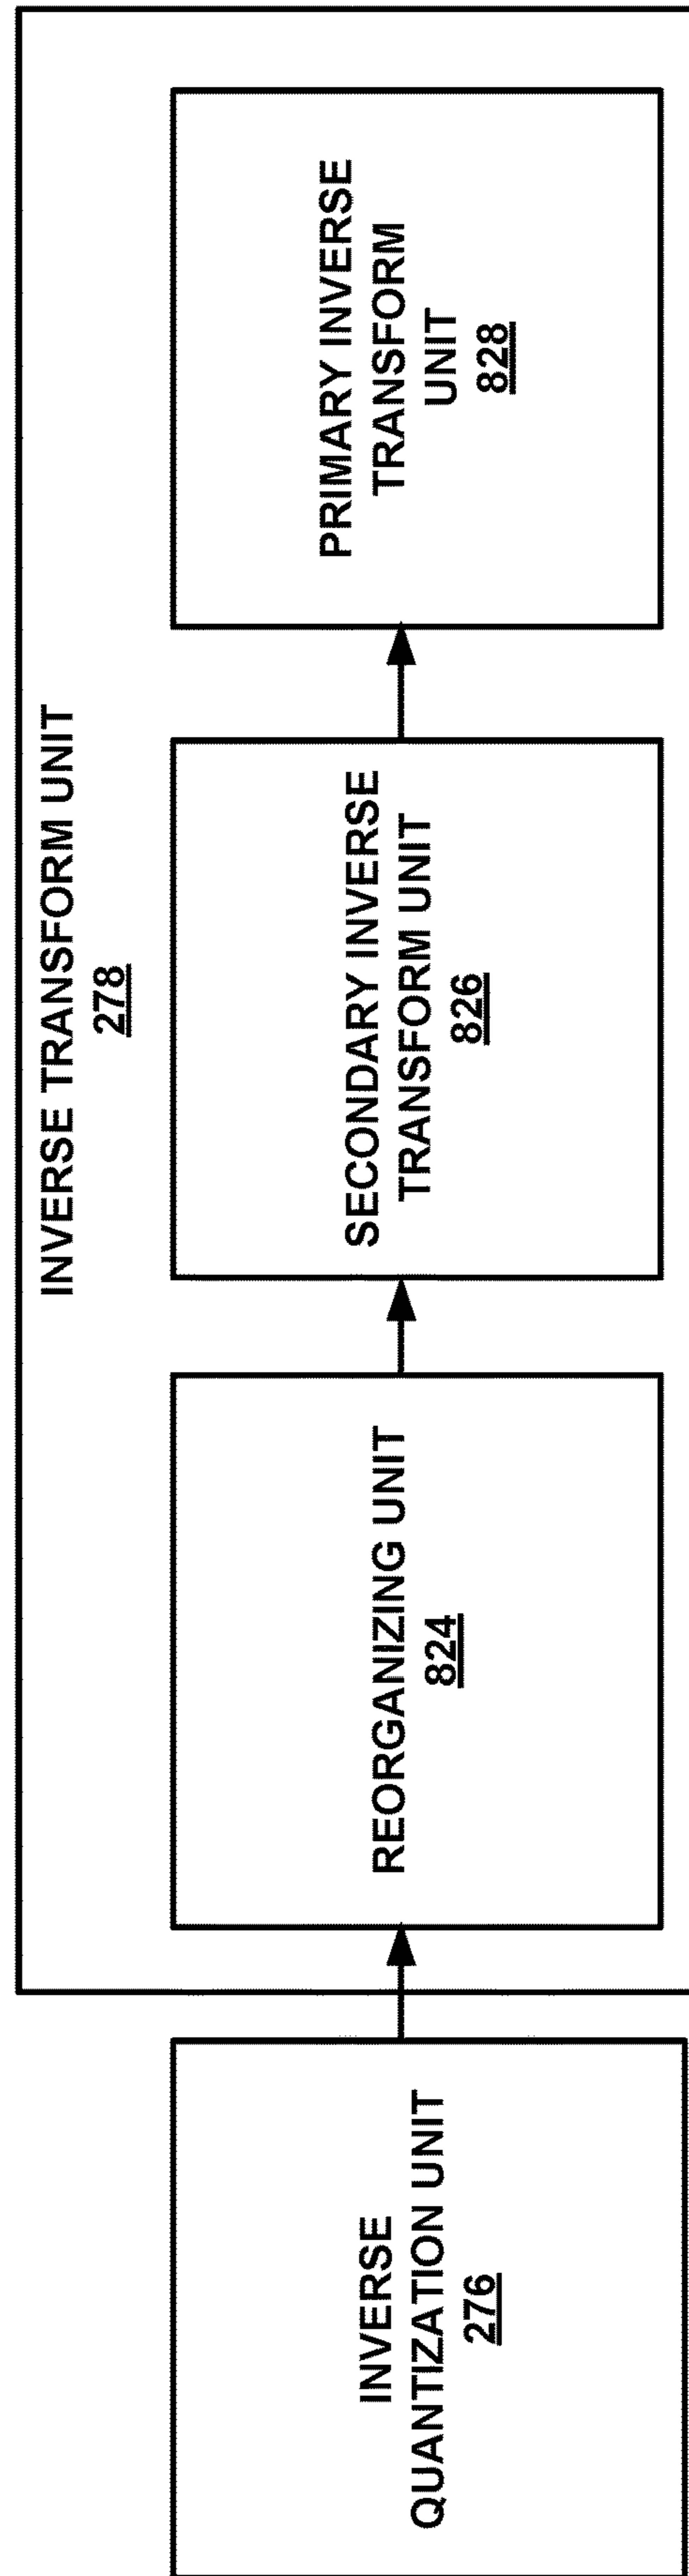 INVERSE TRANSFORM UNIT
278
INVERSE
QUANTIZATION UNIT
276
REORGANIZING UNIT
824
SECONDARY INVERSE
TRANSFORM UNIT
826
PRIMARY INVERSE
TRANSFORM
UNIT
828